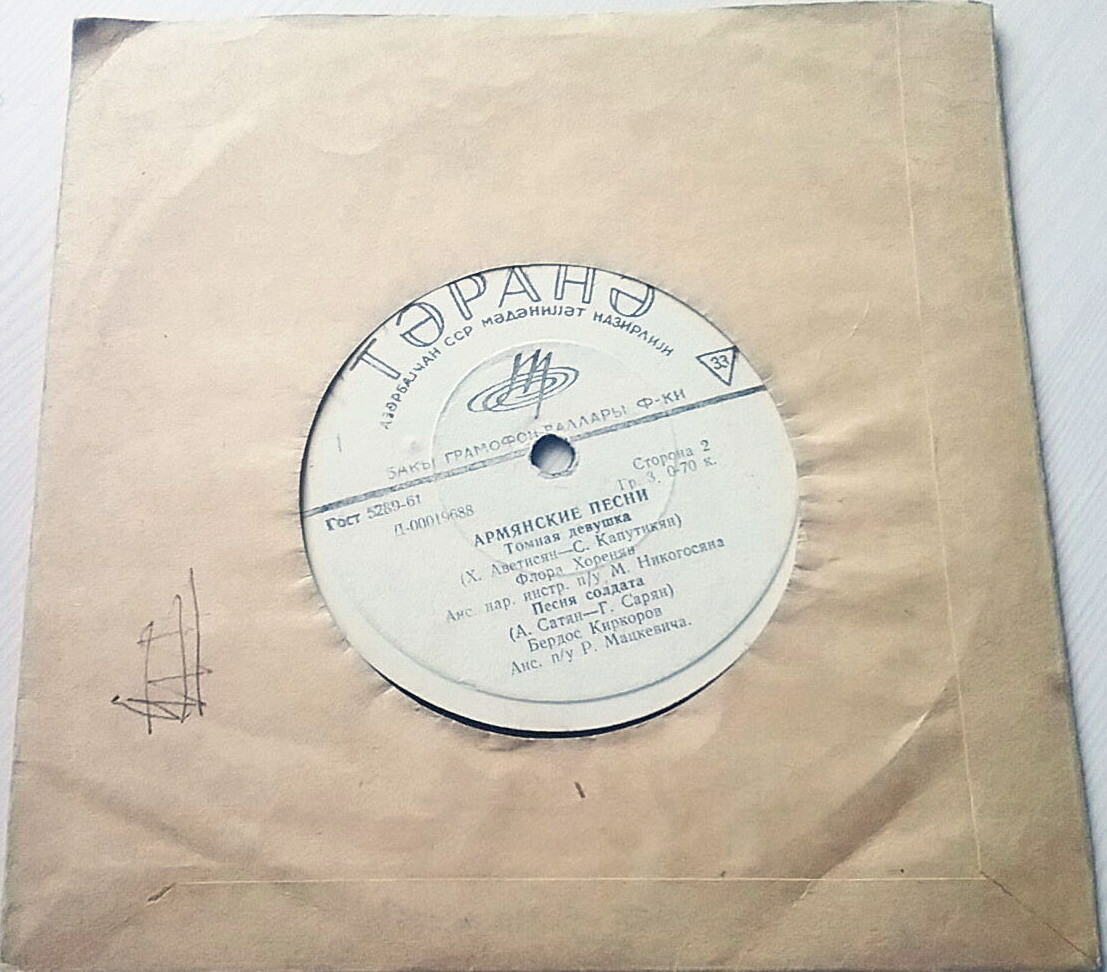 ТӘРАНӘ
АЗӘРБАЈҸАН ССР МӘДӘНИЈЈӘТ НАЗИРЛИЈИ
33
БАКЫ ГРАМОФОН ВАЛЛАРЫ Ф-КИ
Гост 5289-61
Сторона 2
Д-00019688
Гр. 3. 0-70 к.
АРМЯНСКИЕ ПЕСНИ
Томная девушка
(Х. Аветисян—С. Капутикян)
Флора Хоренян
Анс. нар. инстр. п/у М. Никогосяна
Песня солдата
(А. Сатян—Г. Сарян)
Бердос Киркоров
Анс. п/у Р. Мацкевича.